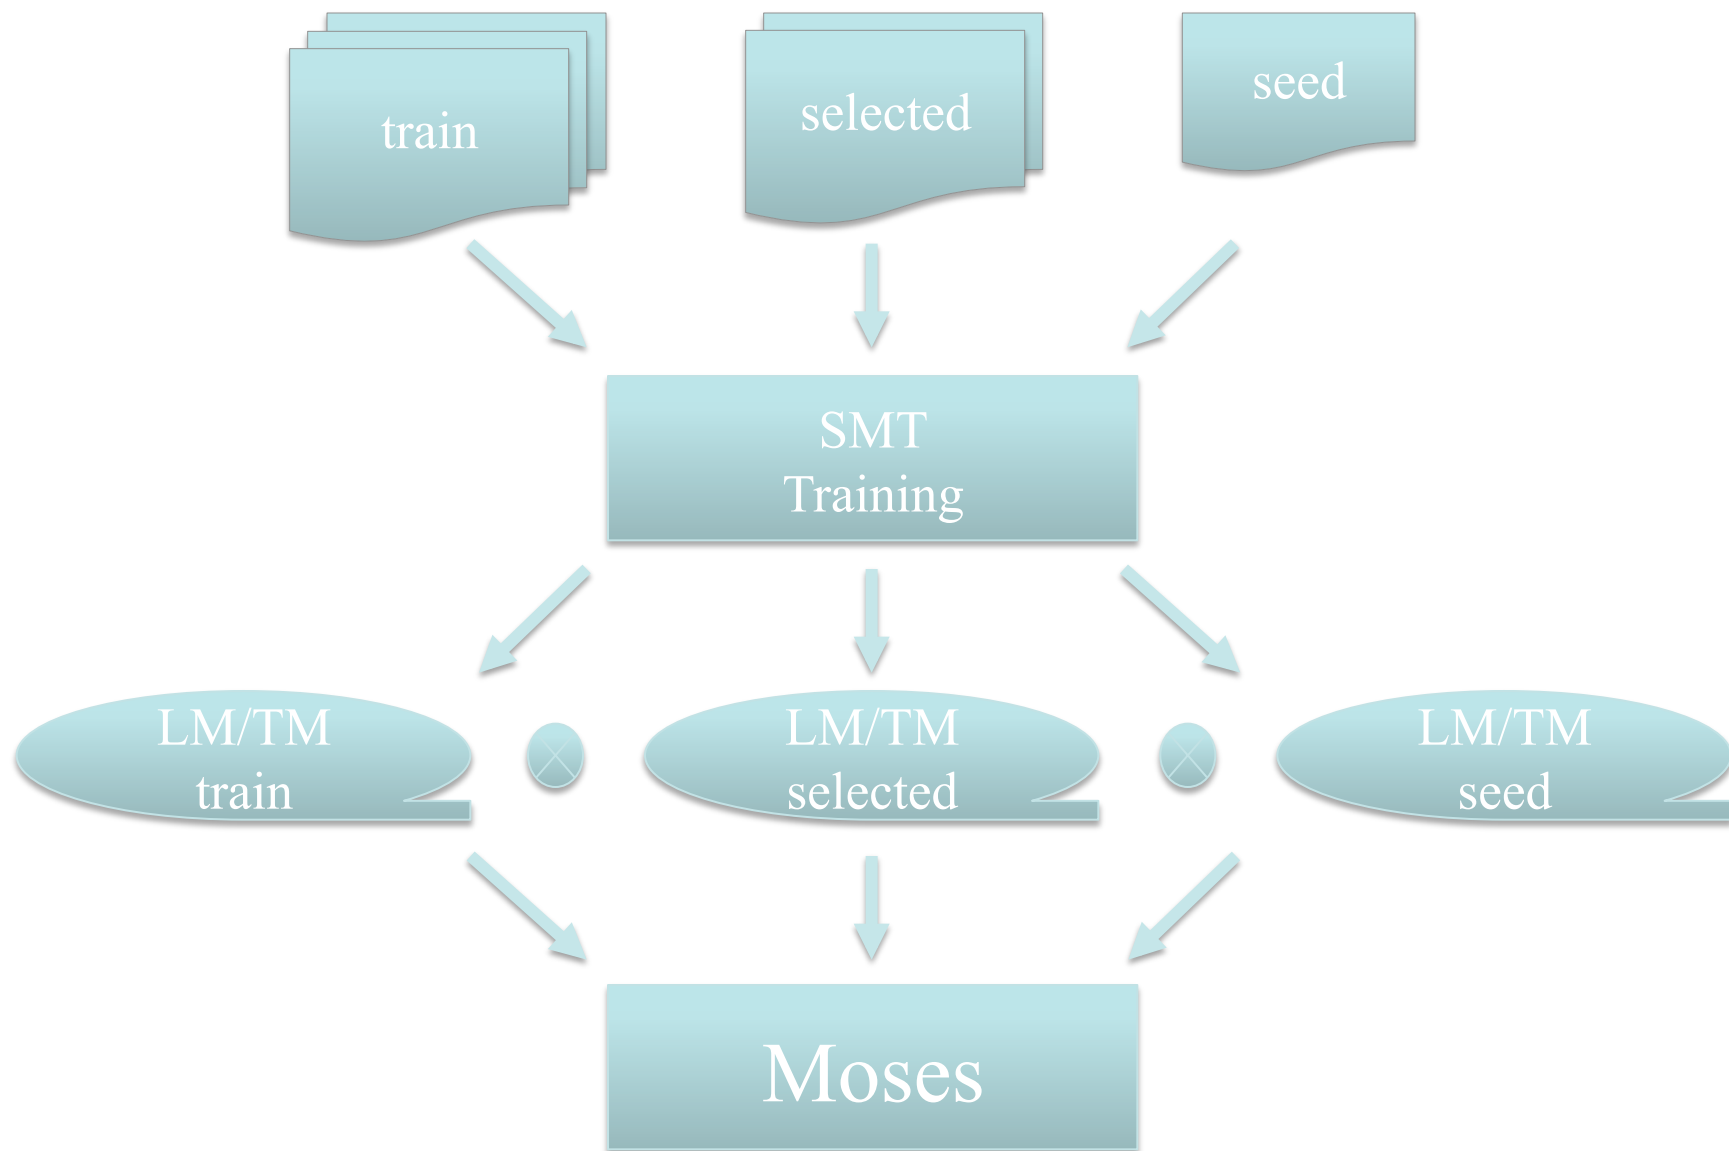 train
selected
seed
SMT
Training
LM/TM
train
LM/TM
selected
LM/TM
seed
Moses